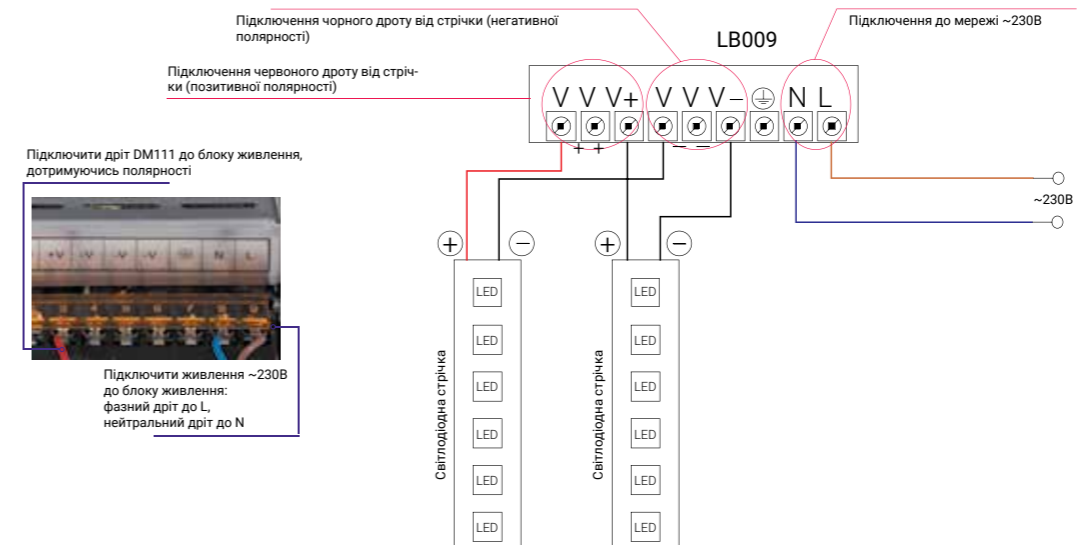 Підключення чорного дроту від стрічки (негативної
полярності)
Підключення до мережі ~230В
LB009
Підключення червоного дроту від стріч-
ки (позитивної полярності)
V V V+ V V V− N L
+ + − −
Підключити дріт DM111 до блоку живлення,
дотримуючись полярності
~230В
+V -V -V -V N L
+ − + −
Підключити живлення ~230В
до блоку живлення:
фазний дріт до L,
нейтральний дріт до N
Світлодіодна стрічка
LED
LED
LED
LED
LED
LED
Світлодіодна стрічка
LED
LED
LED
LED
LED
LED